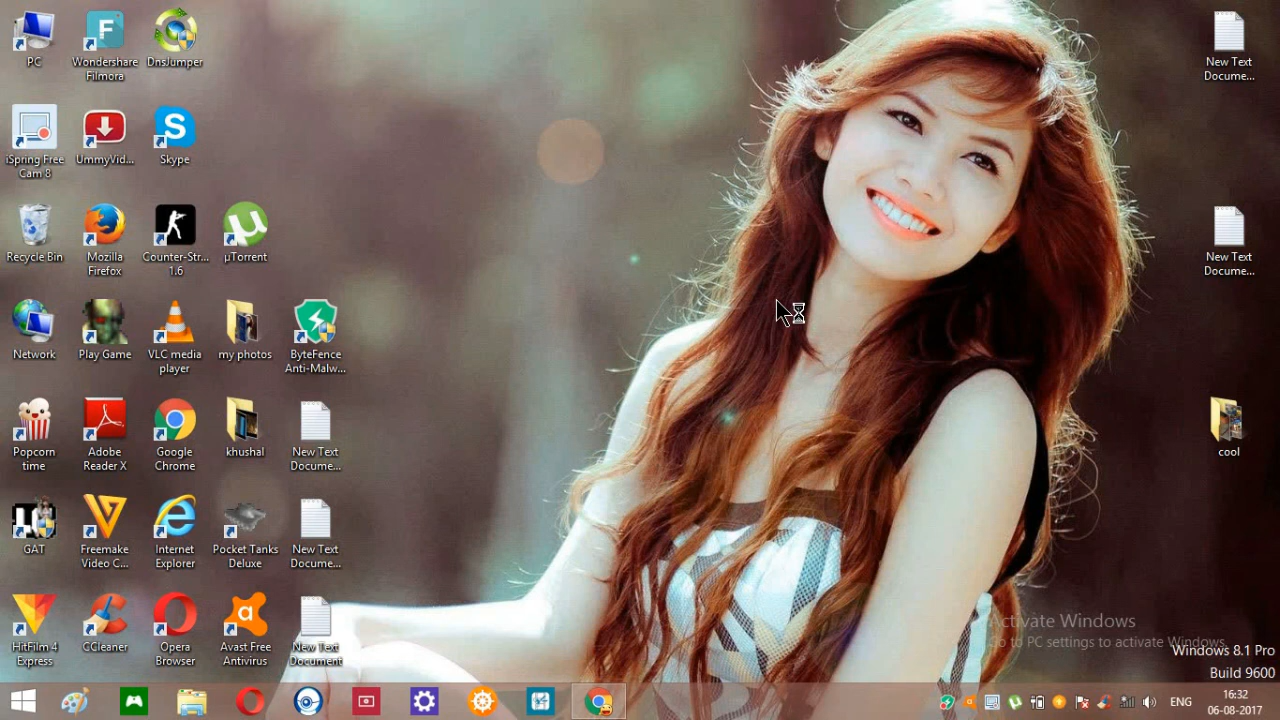 PC
Wondershare
Filmora
DnsJumper
New Text
Docume...
iSpring Free
Cam 8
UmmyVid...
Skype
Recycle Bin
Mozilla
Firefox
Counter-Str...
1.6
µTorrent
New Text
Docume...
Network
Play Game
VLC media
player
my photos
ByteFence
Anti-Malw...
Popcorn
time
Adobe
Reader X
Google
Chrome
khushal
New Text
Docume...
cool
GAT
Freemake
Video C...
Internet
Explorer
Pocket Tanks
Deluxe
New Text
Docume...
HitFilm 4
Express
CCleaner
Opera
Browser
Avast Free
Antivirus
New Text
Document
Activate Windows
Go to PC settings to activate Windows.
Windows 8.1 Pro
Build 9600
ENG
16:32
06-08-2017